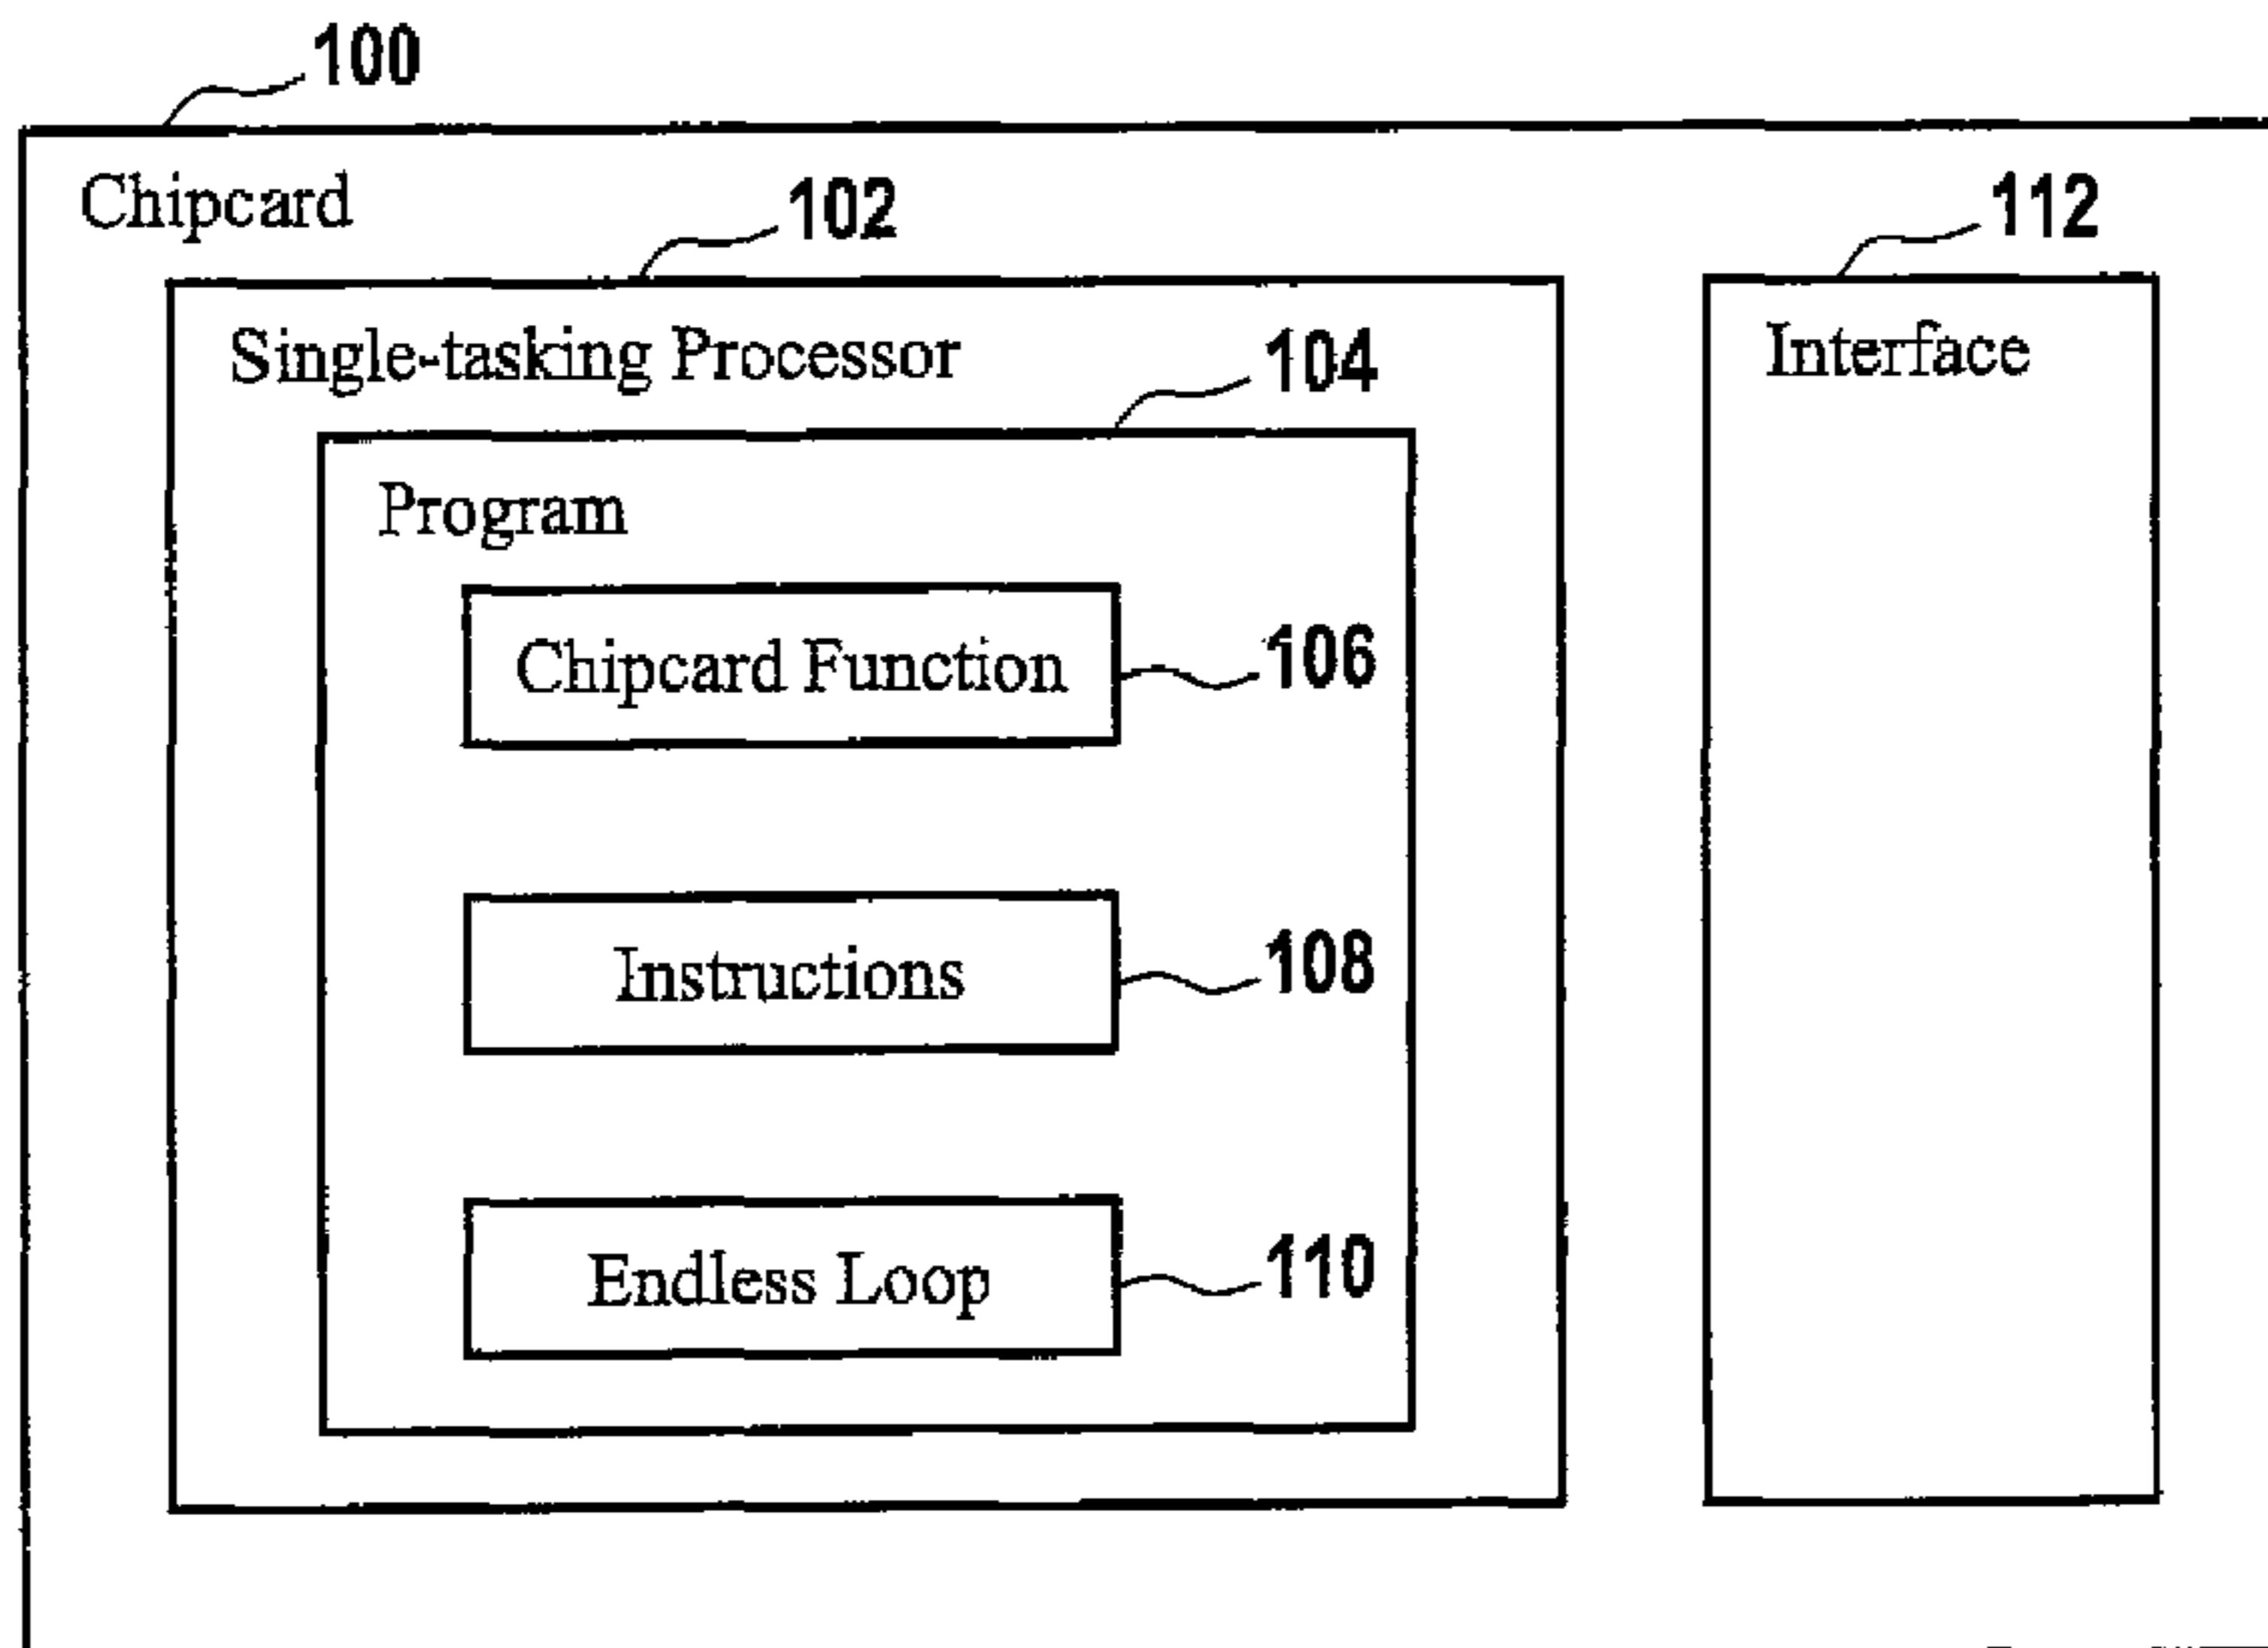 100
Chipcard
102
112
Single-tasking Processor
104
Interface
Program
Chipcard Function
106
Instructions
108
Endless Loop
110